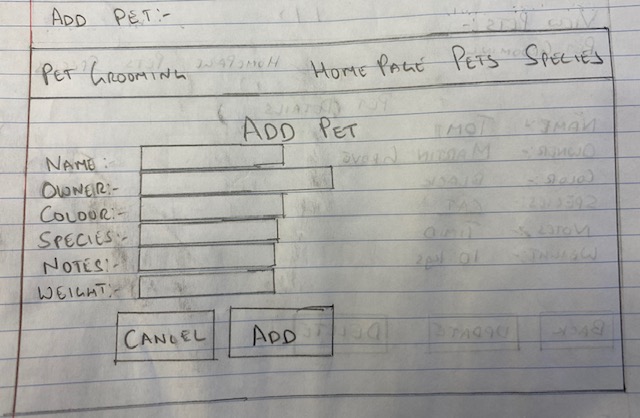 ADD PET:-
PET GROOMING HOME PAGE PETS SPECIES
ADD PET
NAME:-
OWNER:-
COLOUR:-
SPECIES:-
NOTES:-
WEIGHT:-
CANCEL ADD